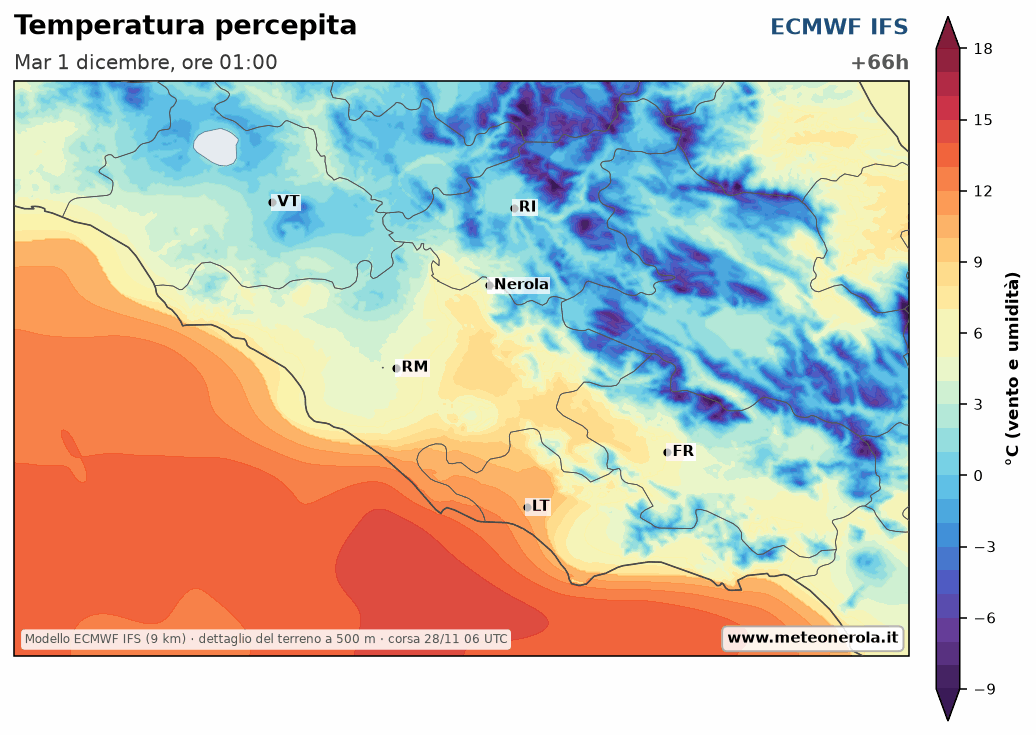 Temperatura percepita
ECMWF IFS
Mar 1 dicembre, ore 01:00
+66h
VT
RI
Nerola
RM
FR
LT
18
15
12
9
6
3
0
−3
−6
−9
°C (vento e umidità)
Modello ECMWF IFS (9 km) · dettaglio del terreno a 500 m · corsa 28/11 06 UTC
www.meteonerola.it